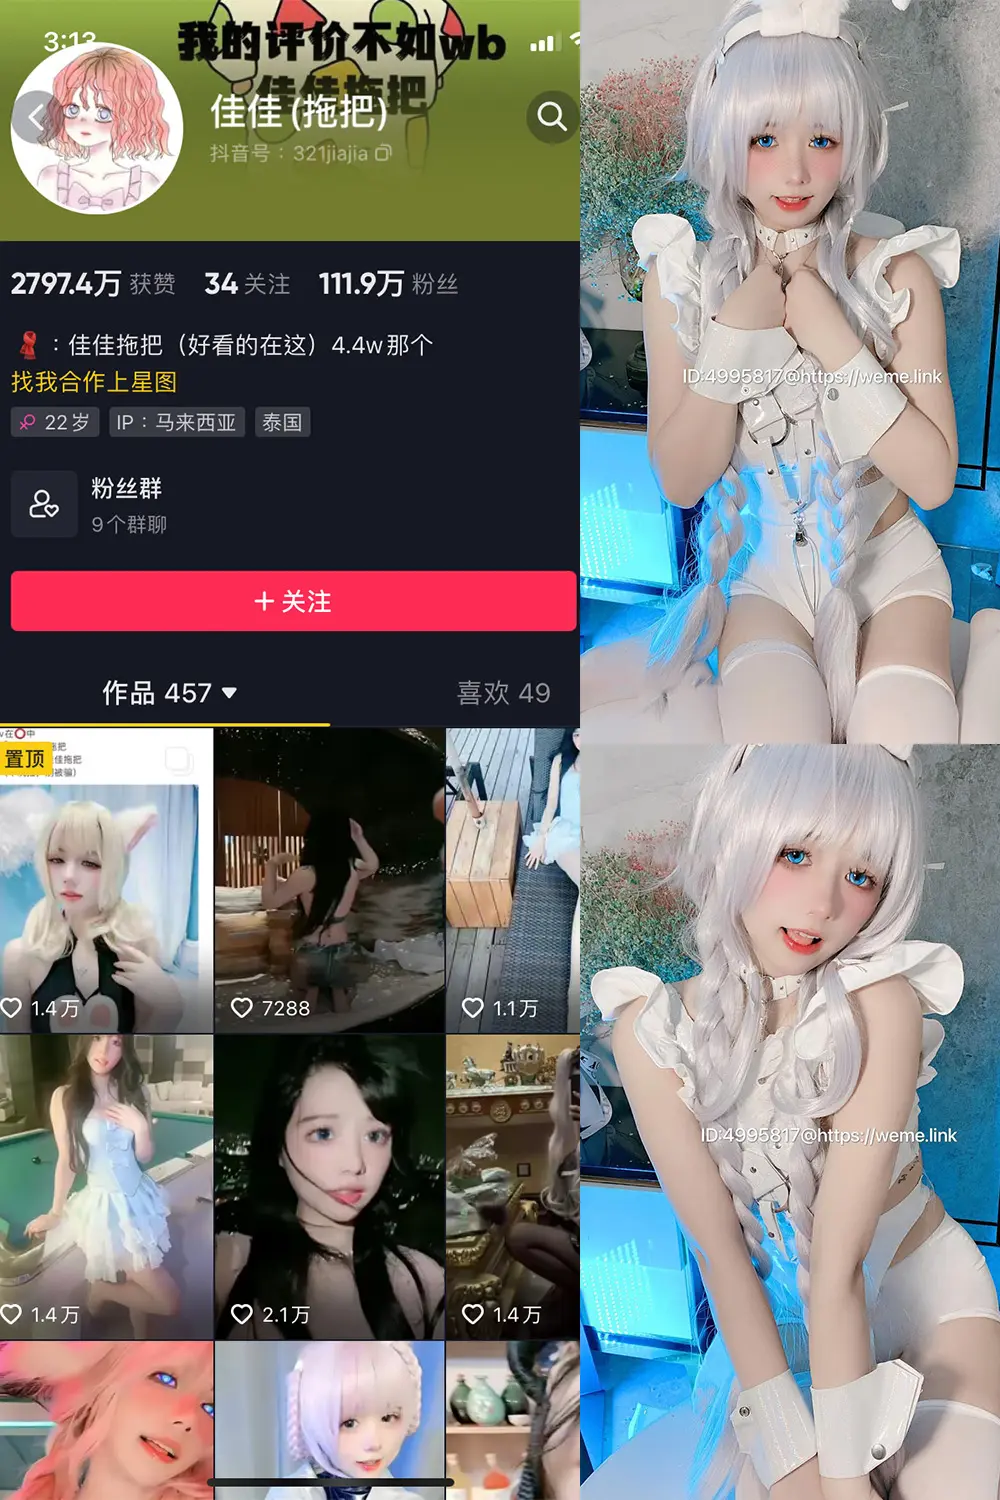 3:13
我的评价不如wb
佳佳拖把
佳佳(拖把)
抖音号：321jiajia
2797.4万 获赞 34 关注 111.9万 粉丝
：佳佳拖把（好看的在这）4.4w那个
找我合作上星图
22岁 IP：马来西亚 泰国
粉丝群
9个群聊
+ 关注
作品 457 喜欢 49
置顶
1.4万 7288 1.1万
1.4万 2.1万 1.4万
ID:4995817@https://weme.link
ID:4995817@https://weme.link